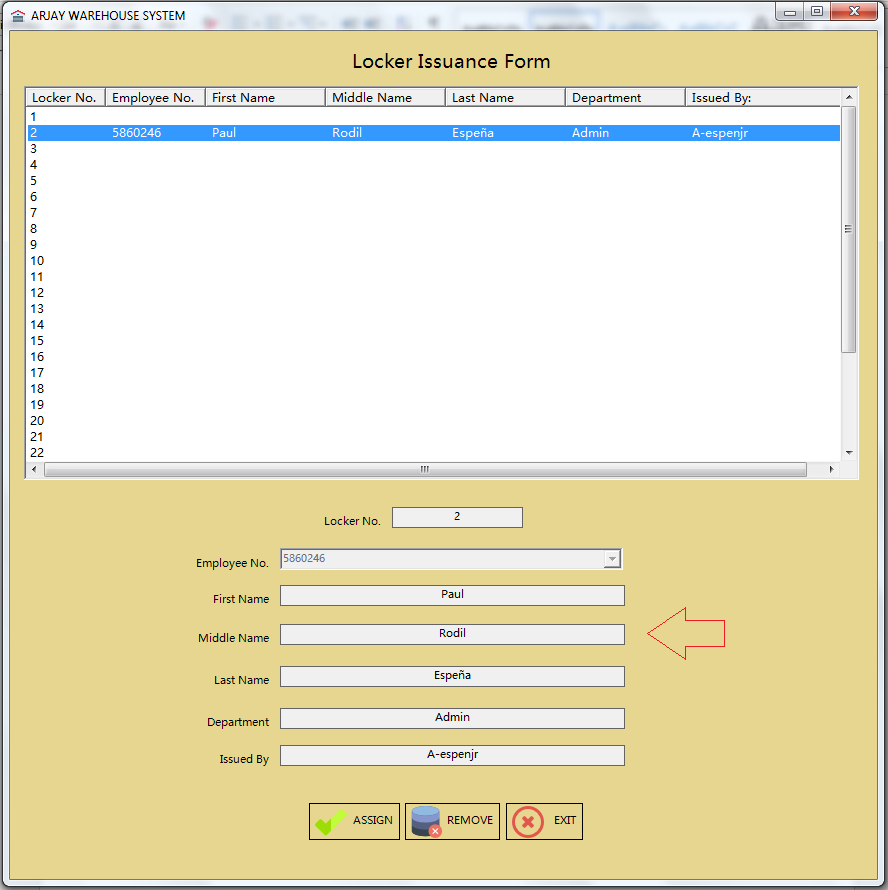 ARJAY WAREHOUSE SYSTEM
Locker Issuance Form
Locker No. Employee No. First Name Middle Name Last Name Department Issued By:
1
2 5860246 Paul Rodil Espeña Admin A-espenjr
3
4
5
6
7
8
9
10
11
12
13
14
15
16
17
18
19
20
21
22
Locker No. 2
Employee No. 5860246
First Name Paul
Middle Name Rodil
Last Name Espeña
Department Admin
Issued By A-espenjr
ASSIGN REMOVE EXIT